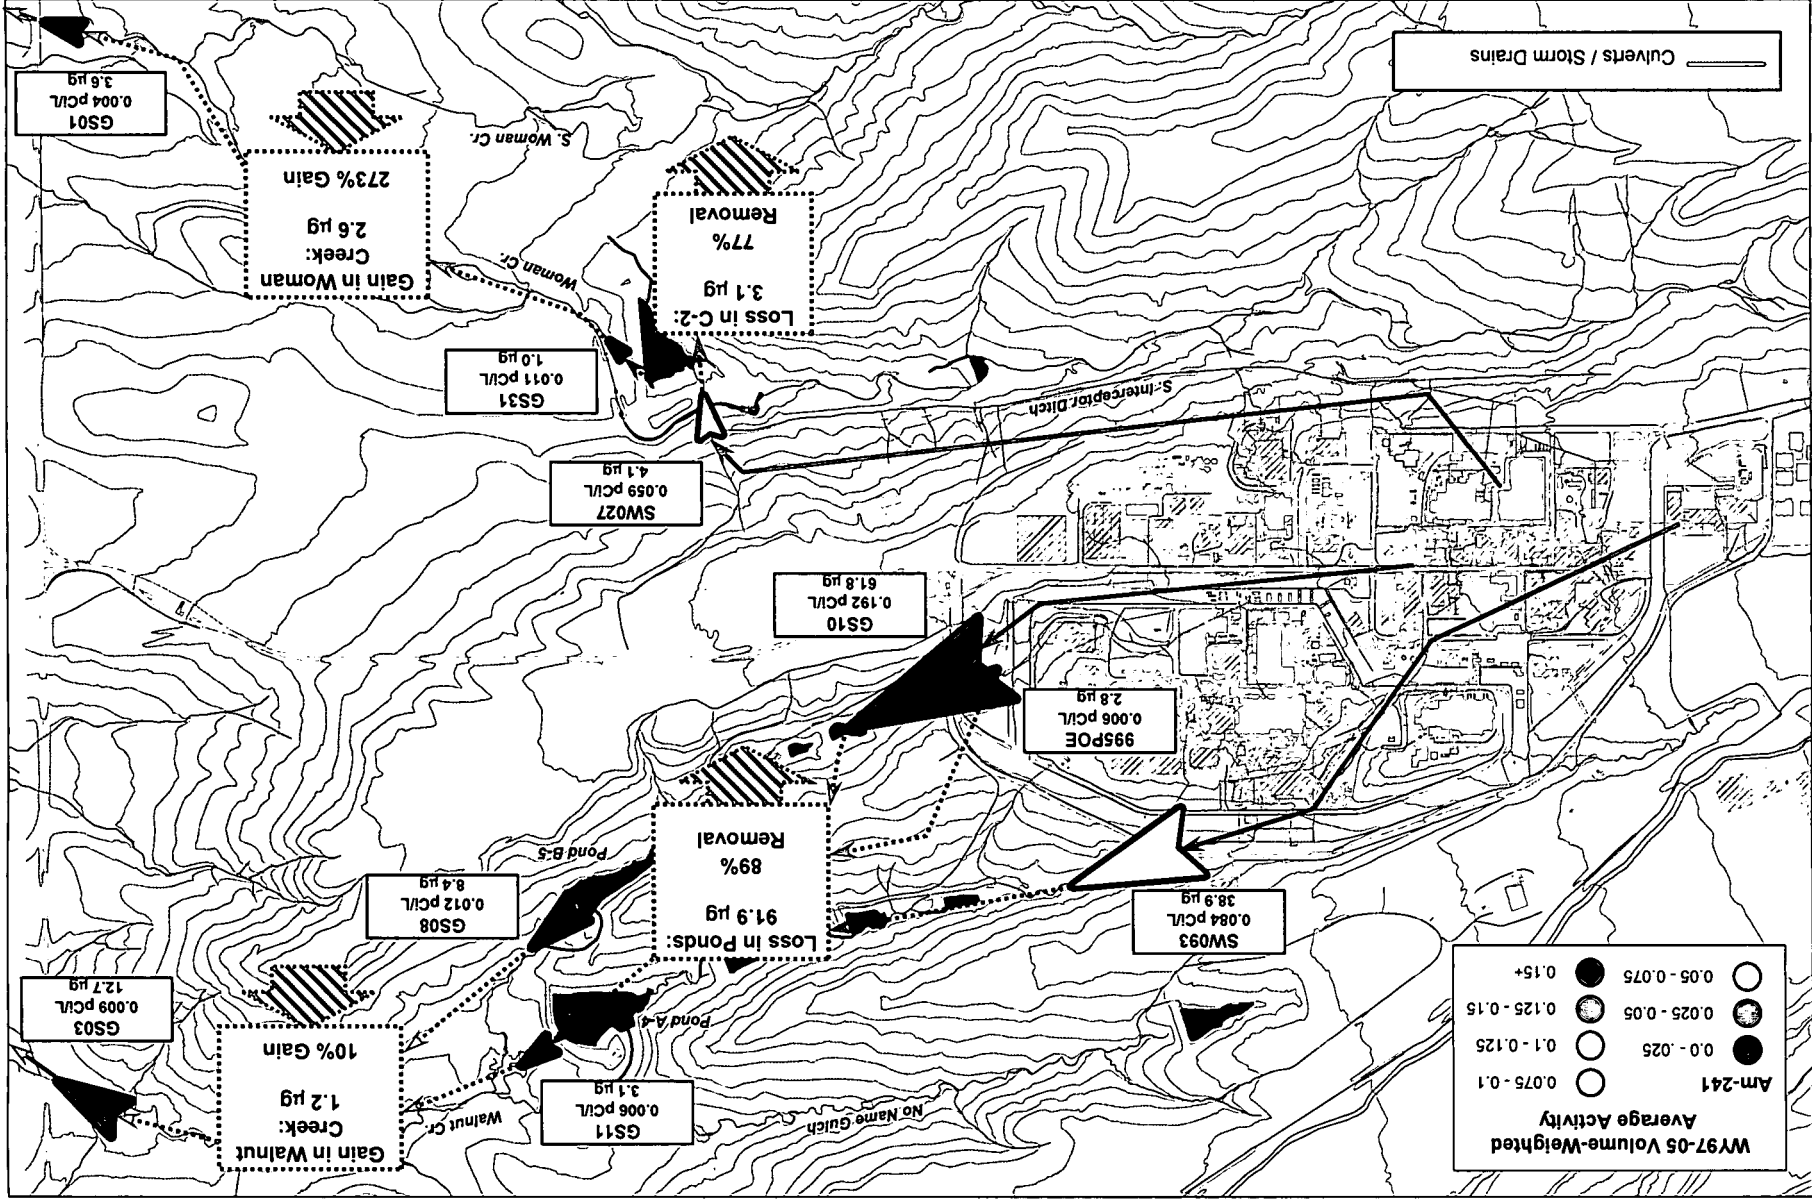 WY97-05 Volume-Weighted
Average Activity
Am-241
0.0 - .025
0.025 - 0.05
0.05 - 0.075
0.075 - 0.1
0.1 - 0.125
0.125 - 0.15
0.15+
GS11
0.006 pCi/L
3.1 µg
No Name Gulch
Walnut Cr.
Gain in Walnut
Creek:
1.2 µg
10% Gain
GS03
0.009 pCi/L
12.7 µg
Pond A-4
SW093
0.084 pCi/L
38.9 µg
Loss in Ponds:
91.9 µg
89%
Removal
GS08
0.012 pCi/L
8.4 µg
Pond B-5
995POE
0.006 pCi/L
2.8 µg
GS10
0.192 pCi/L
61.8 µg
SW027
0.059 pCi/L
4.1 µg
S. Interceptor Ditch
GS31
0.011 pCi/L
1.0 µg
Loss in C-2:
3.1 µg
77%
Removal
Woman Cr.
Gain in Woman
Creek:
2.6 µg
273% Gain
S. Woman Cr.
GS01
0.004 pCi/L
3.6 µg
Culverts / Storm Drains